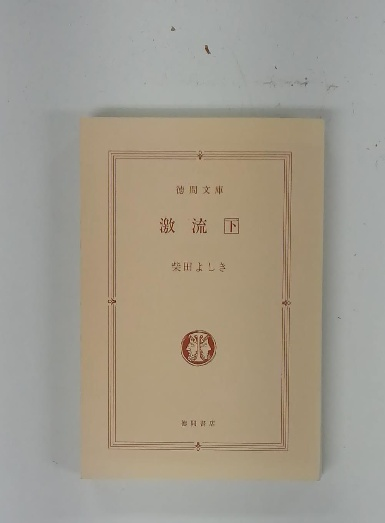 徳間文庫
激流 下
柴田よしき
徳間書店